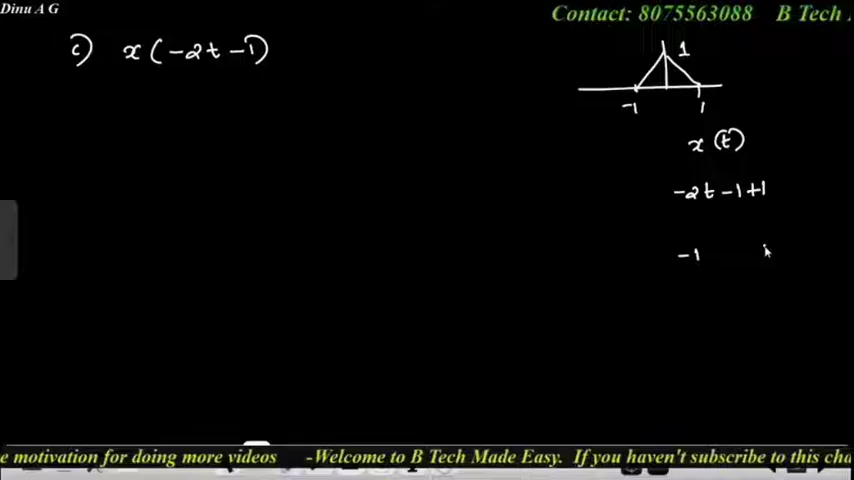 Dinu A G
Contact: 8075563088 B Tech
c) x(-2t-1)
1
-1 1
x(t)
-2t-1+1
-1
e motivation for doing more videos -Welcome to B Tech Made Easy. If you haven't subscribe to this cha